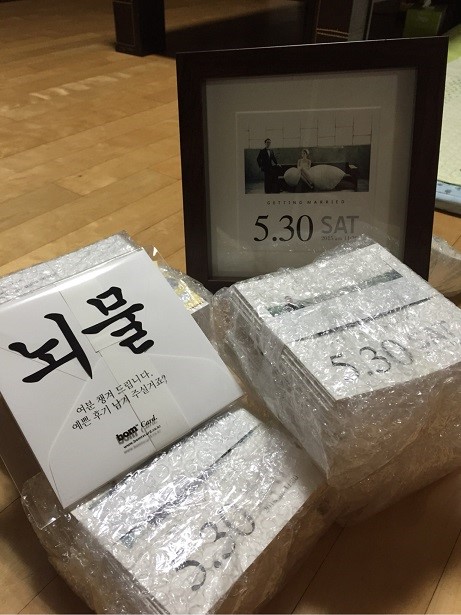 GETTING MARRIED
5.30 SAT
뇌물
여분 챙겨 드립니다.
예쁜 후기 남겨 주실거죠?
bom Card
5.30 SAT
5.30